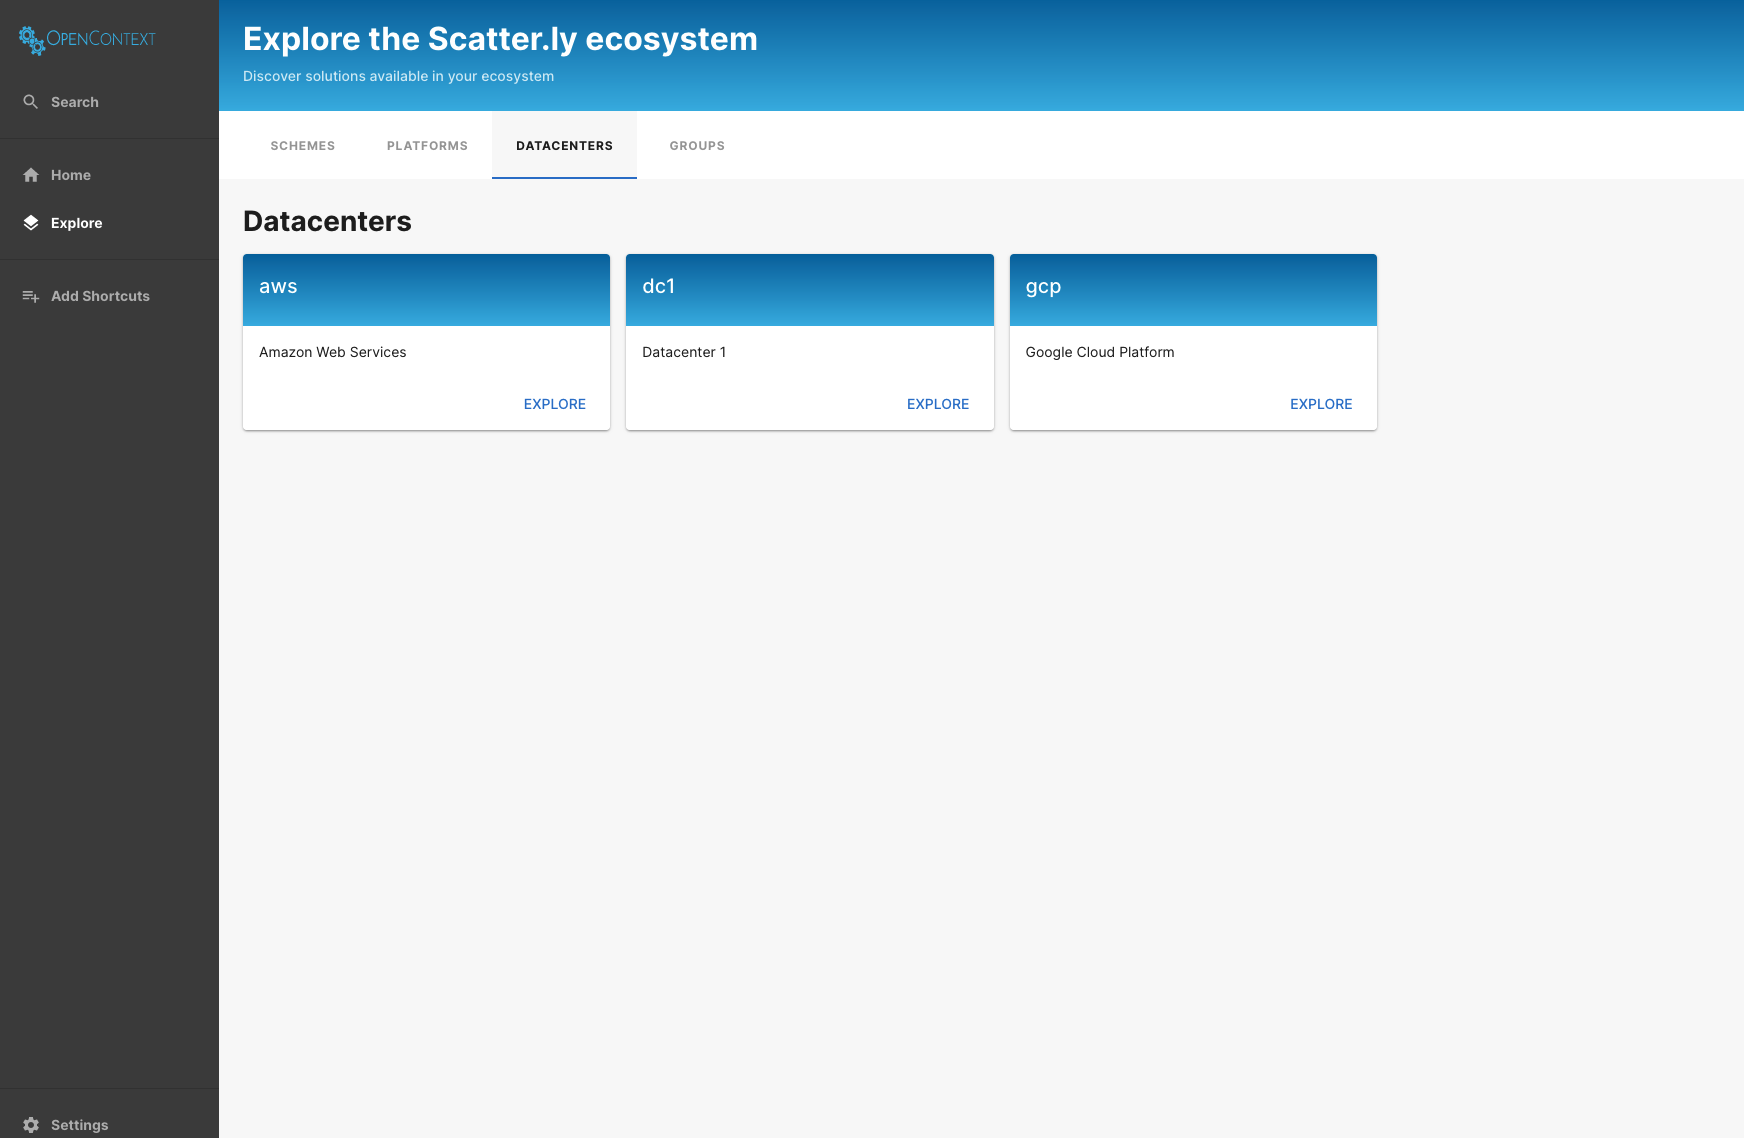 OPENCONTEXT
Search
Home
Explore
Add Shortcuts
Settings
Explore the Scatter.ly ecosystem
Discover solutions available in your ecosystem
SCHEMES PLATFORMS DATACENTERS GROUPS
Datacenters
aws
Amazon Web Services
EXPLORE
dc1
Datacenter 1
EXPLORE
gcp
Google Cloud Platform
EXPLORE